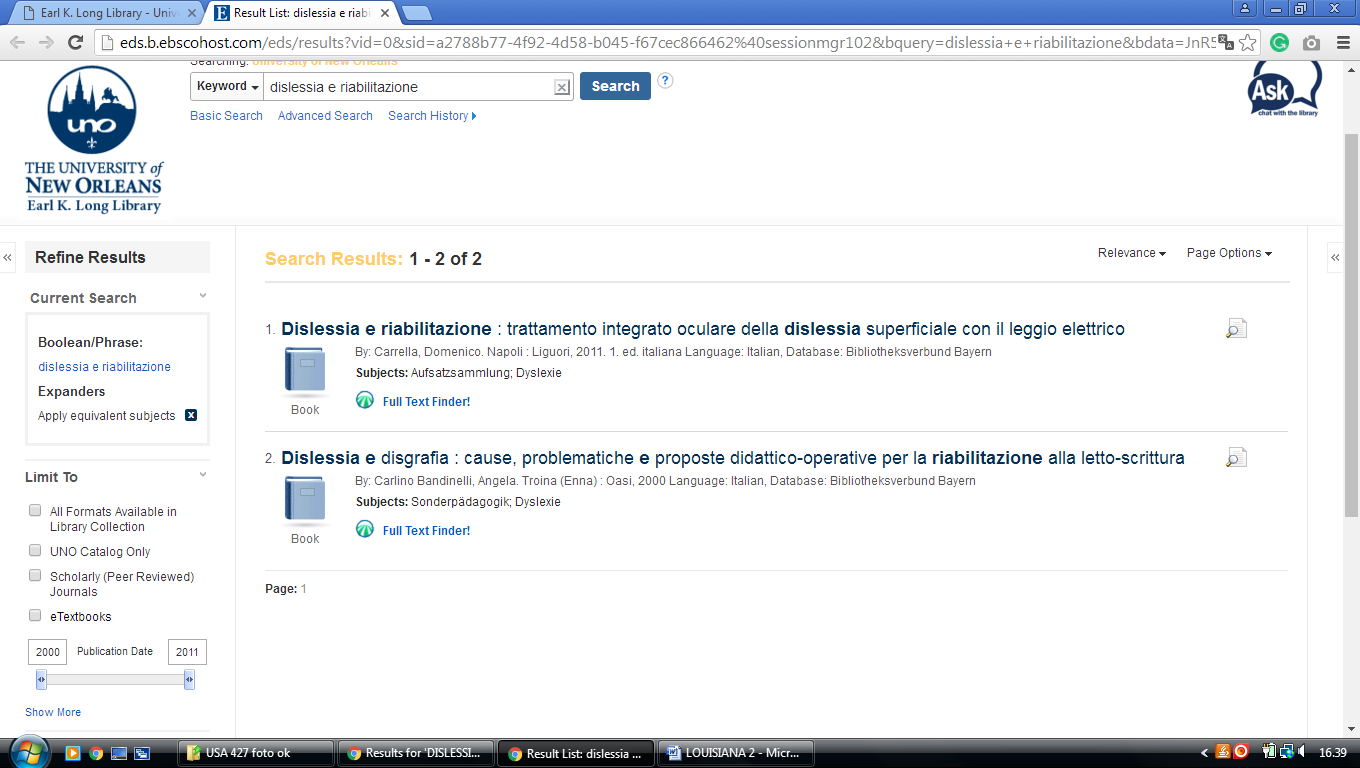 Earl K. Long Library - Univ
Result List: dislessia e riab
eds.b.ebscohost.com/eds/results?vid=0&sid=a2788b77-4f92-4d58-b045-f67cec866462%40sessionmgr102&bquery=dislessia+e+riabilitazione&bdata=JnR5
Searching: University of New Orleans
Keyword
dislessia e riabilitazione
Search
?
Basic Search Advanced Search Search History
Ask
chat with the library
uno
THE UNIVERSITY of
NEW ORLEANS
Earl K. Long Library
Refine Results
Current Search
Boolean/Phrase:
dislessia e riabilitazione
Expanders
Apply equivalent subjects
Limit To
All Formats Available in
Library Collection
UNO Catalog Only
Scholarly (Peer Reviewed)
Journals
eTextbooks
2000 Publication Date 2011
Show More
Search Results: 1 - 2 of 2
Relevance Page Options
1. Dislessia e riabilitazione : trattamento integrato oculare della dislessia superficiale con il leggio elettrico
By: Carrella, Domenico. Napoli : Liguori, 2011. 1. ed. italiana Language: Italian, Database: Bibliotheksverbund Bayern
Subjects: Aufsatzsammlung; Dyslexie
Book
Full Text Finder!
2. Dislessia e disgrafia : cause, problematiche e proposte didattico-operative per la riabilitazione alla letto-scrittura
By: Carlino Bandinelli, Angela. Troina (Enna) : Oasi, 2000 Language: Italian, Database: Bibliotheksverbund Bayern
Subjects: Sonderpädagogik; Dyslexie
Book
Full Text Finder!
Page: 1
USA 427 foto ok
Results for 'DISLESSI...
Result List: dislessia ...
LOUISIANA 2 - Micr...
16.39